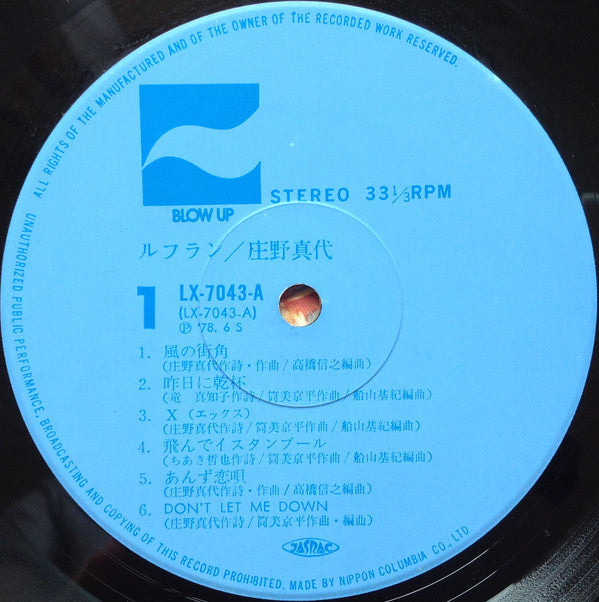 ALL RIGHTS OF THE MANUFACTURED AND OF THE OWNER OF THE RECORDED WORK RESERVED.
BLOW UP
STEREO 33 1/3 RPM
ルフラン／庄野真代
1
LX-7043-A
(LX-7043-A)
Ⓟ '78. 6 S
1. 風の街角
(庄野真代作詩・作曲/高橋信之編曲)
2. 昨日に乾杯
(竜 真知子作詩/筒美京平作曲/船山基紀編曲)
3. X (エックス)
(庄野真代作詩/筒美京平作曲/船山基紀編曲)
4. 飛んでイスタンブール
(ちあき哲也作詩/筒美京平作曲/船山基紀編曲)
5. あんず恋唄
(庄野真代作詩・作曲/高橋信之編曲)
6. DON'T LET ME DOWN
(庄野真代作詩/筒美京平作曲・編曲)
JASRAC
UNAUTHORIZED PUBLIC PERFORMANCE, BROADCASTING AND COPYING OF THIS RECORD PROHIBITED. MADE BY NIPPON COLUMBIA CO., LTD